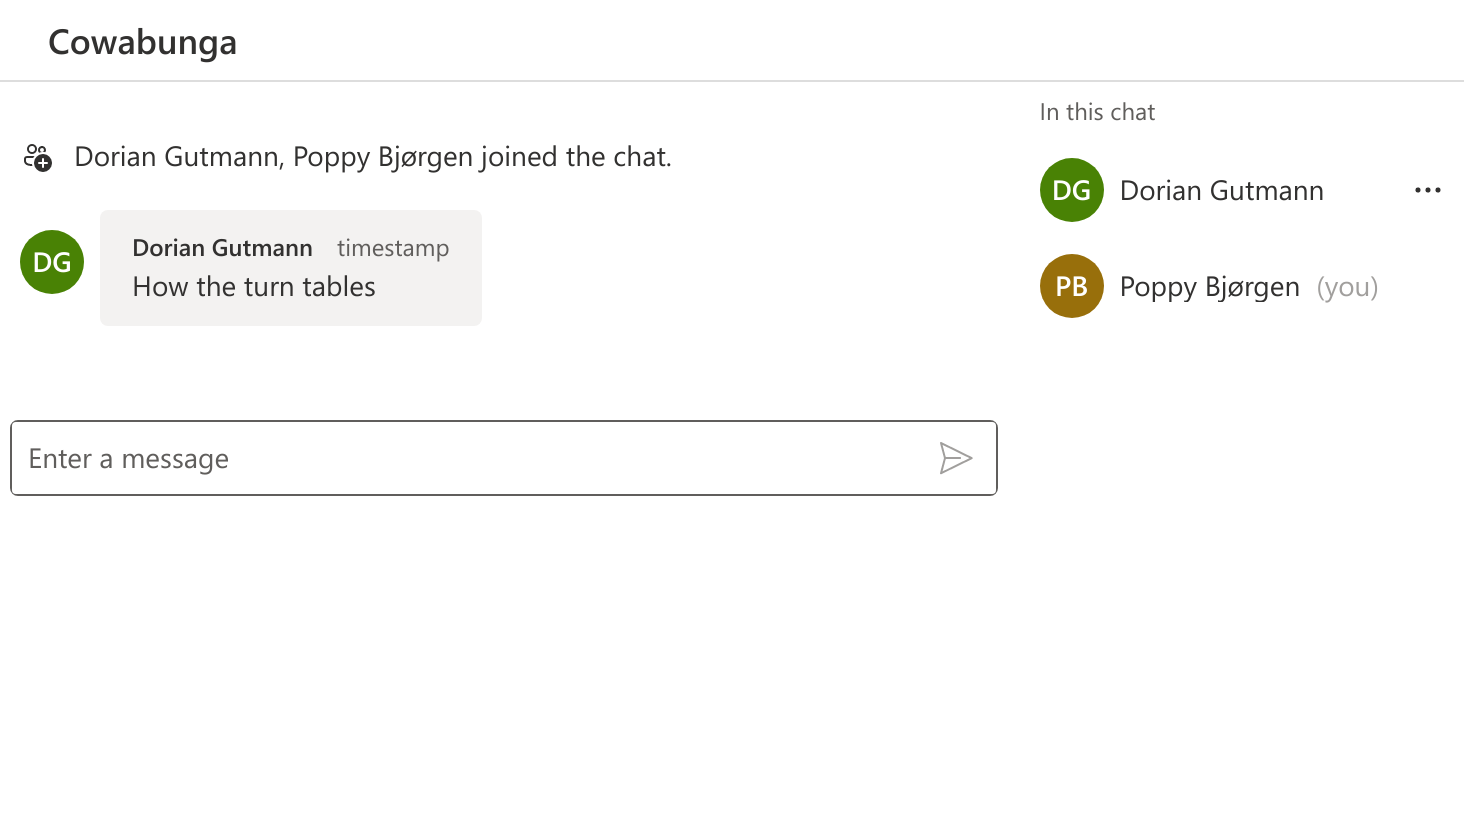 Cowabunga
In this chat
Dorian Gutmann, Poppy Bjørgen joined the chat.
DG
Dorian Gutmann timestamp
How the turn tables
DG Dorian Gutmann
PB Poppy Bjørgen (you)
Enter a message